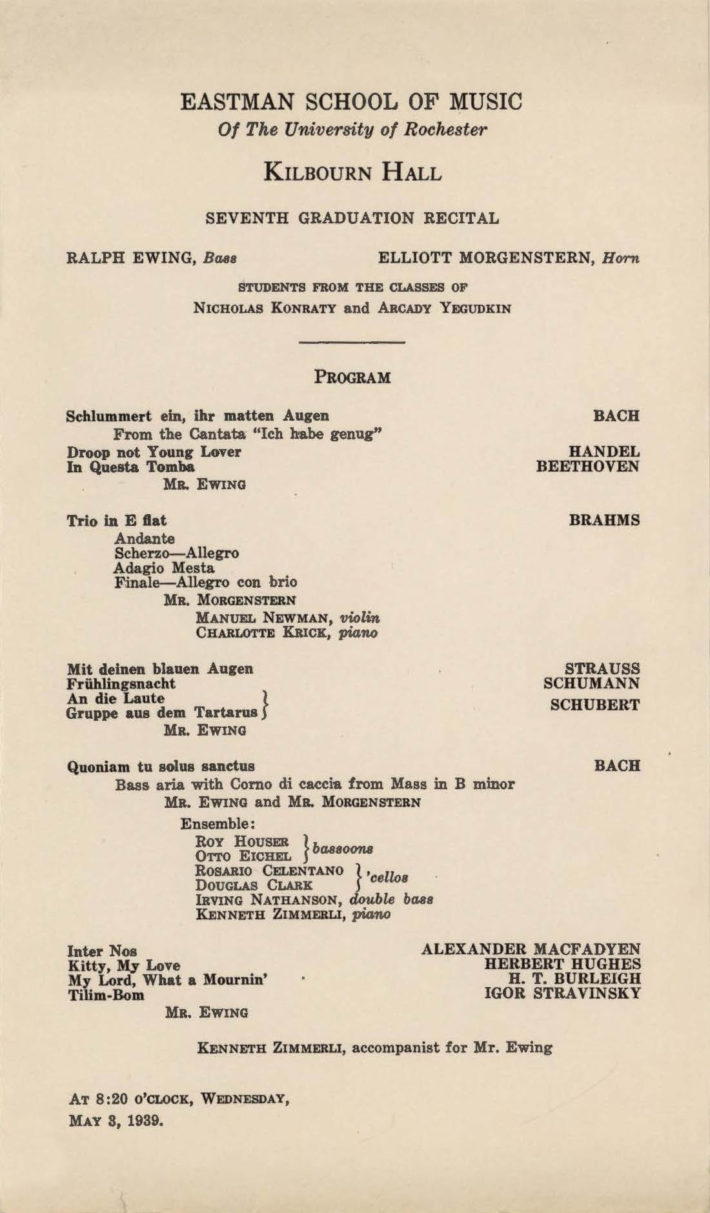 EASTMAN SCHOOL OF MUSIC
Of The University of Rochester
KILBOURN HALL
SEVENTH GRADUATION RECITAL
RALPH EWING, Bass ELLIOTT MORGENSTERN, Horn
STUDENTS FROM THE CLASSES OF
NICHOLAS KONRATY and ARCADY YEGUDKIN
PROGRAM
Schlummert ein, ihr matten Augen BACH
From the Cantata "Ich habe genug"
Droop not Young Lover HANDEL
In Questa Tomba BEETHOVEN
MR. EWING
Trio in E flat BRAHMS
Andante
Scherzo—Allegro
Adagio Mesta
Finale—Allegro con brio
MR. MORGENSTERN
MANUEL NEWMAN, violin
CHARLOTTE KRICK, piano
Mit deinen blauen Augen STRAUSS
Frühlingsnacht SCHUMANN
An die Laute
Gruppe aus dem Tartarus } SCHUBERT
MR. EWING
Quoniam tu solus sanctus BACH
Bass aria with Corno di caccia from Mass in B minor
MR. EWING and MR. MORGENSTERN
Ensemble:
ROY HOUSER
OTTO EICHEL } bassoons
ROSARIO CELENTANO
DOUGLAS CLARK } 'cellos
IRVING NATHANSON, double bass
KENNETH ZIMMERLI, piano
Inter Nos ALEXANDER MACFADYEN
Kitty, My Love HERBERT HUGHES
My Lord, What a Mournin' H. T. BURLEIGH
Tilim-Bom IGOR STRAVINSKY
MR. EWING
KENNETH ZIMMERLI, accompanist for Mr. Ewing
AT 8:20 O'CLOCK, WEDNESDAY,
MAY 3, 1939.